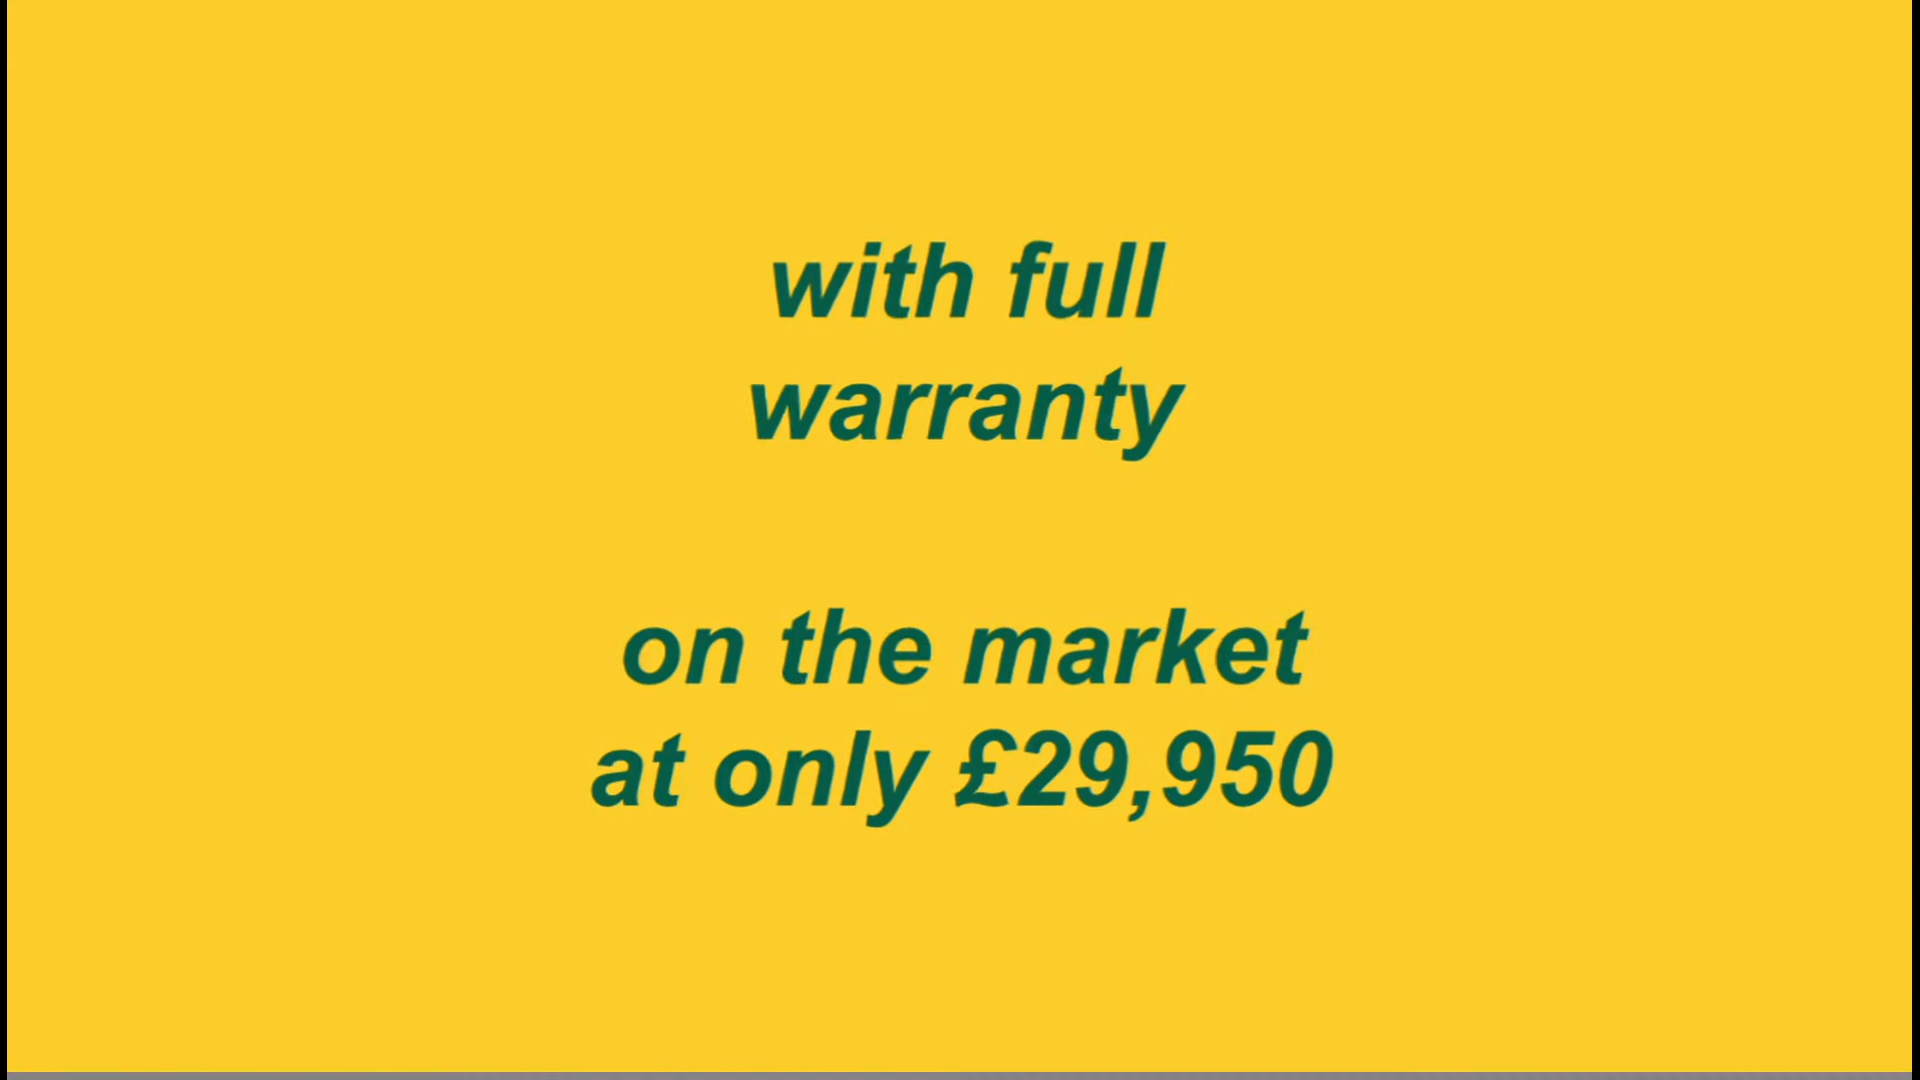 with full
warranty
on the market
at only £29,950